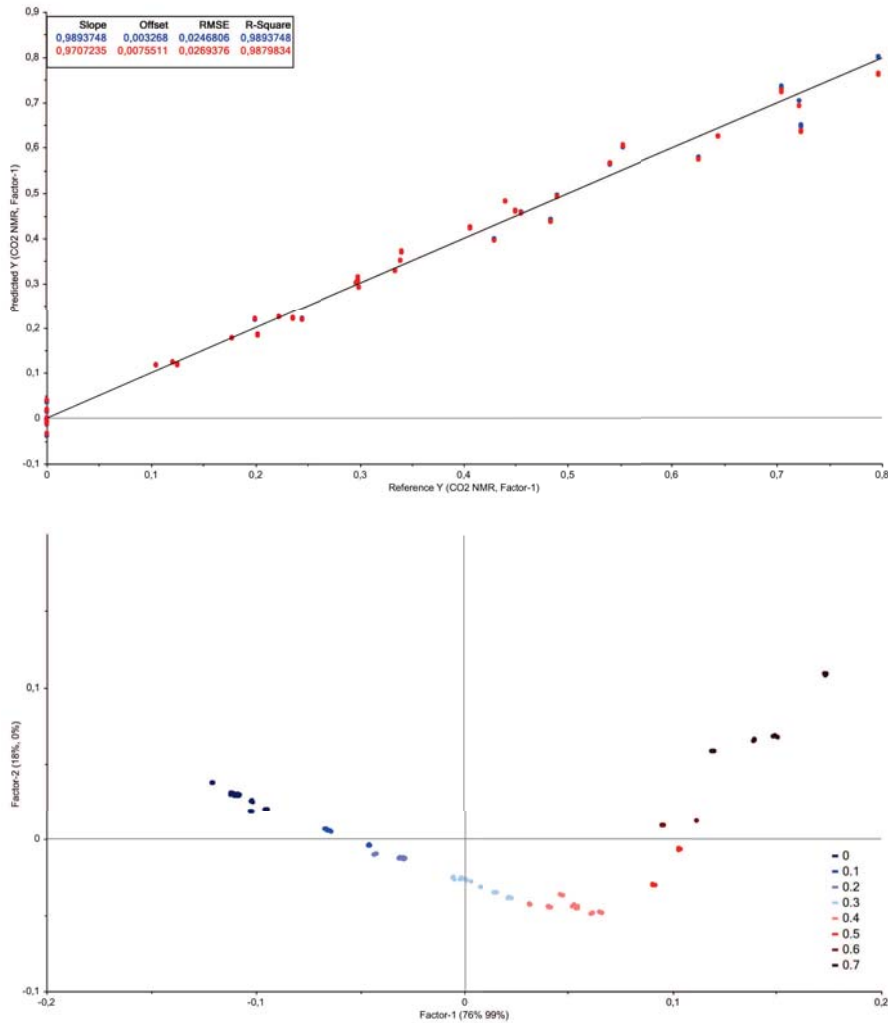 0,9
Slope Offset RMSE R-Square
0,9893748 0,003268 0,0246806 0,9893748
0,9707235 0,0075511 0,0269376 0,9879834
0,8
0,7
0,6
0,5
0,4
0,3
0,2
0,1
0
-0,1
Predicted Y (CO2 NMR, Factor-1)
0 0,1 0,2 0,3 0,4 0,5 0,6 0,7 0,8
Reference Y (CO2 NMR, Factor-1)
0,1
0
-0,1
Factor-2 (18%, 0%)
0
0.1
0.2
0.3
0.4
0.5
0.6
0.7
-0,2 -0,1 0 0,1 0,2
Factor-1 (76% 99%)